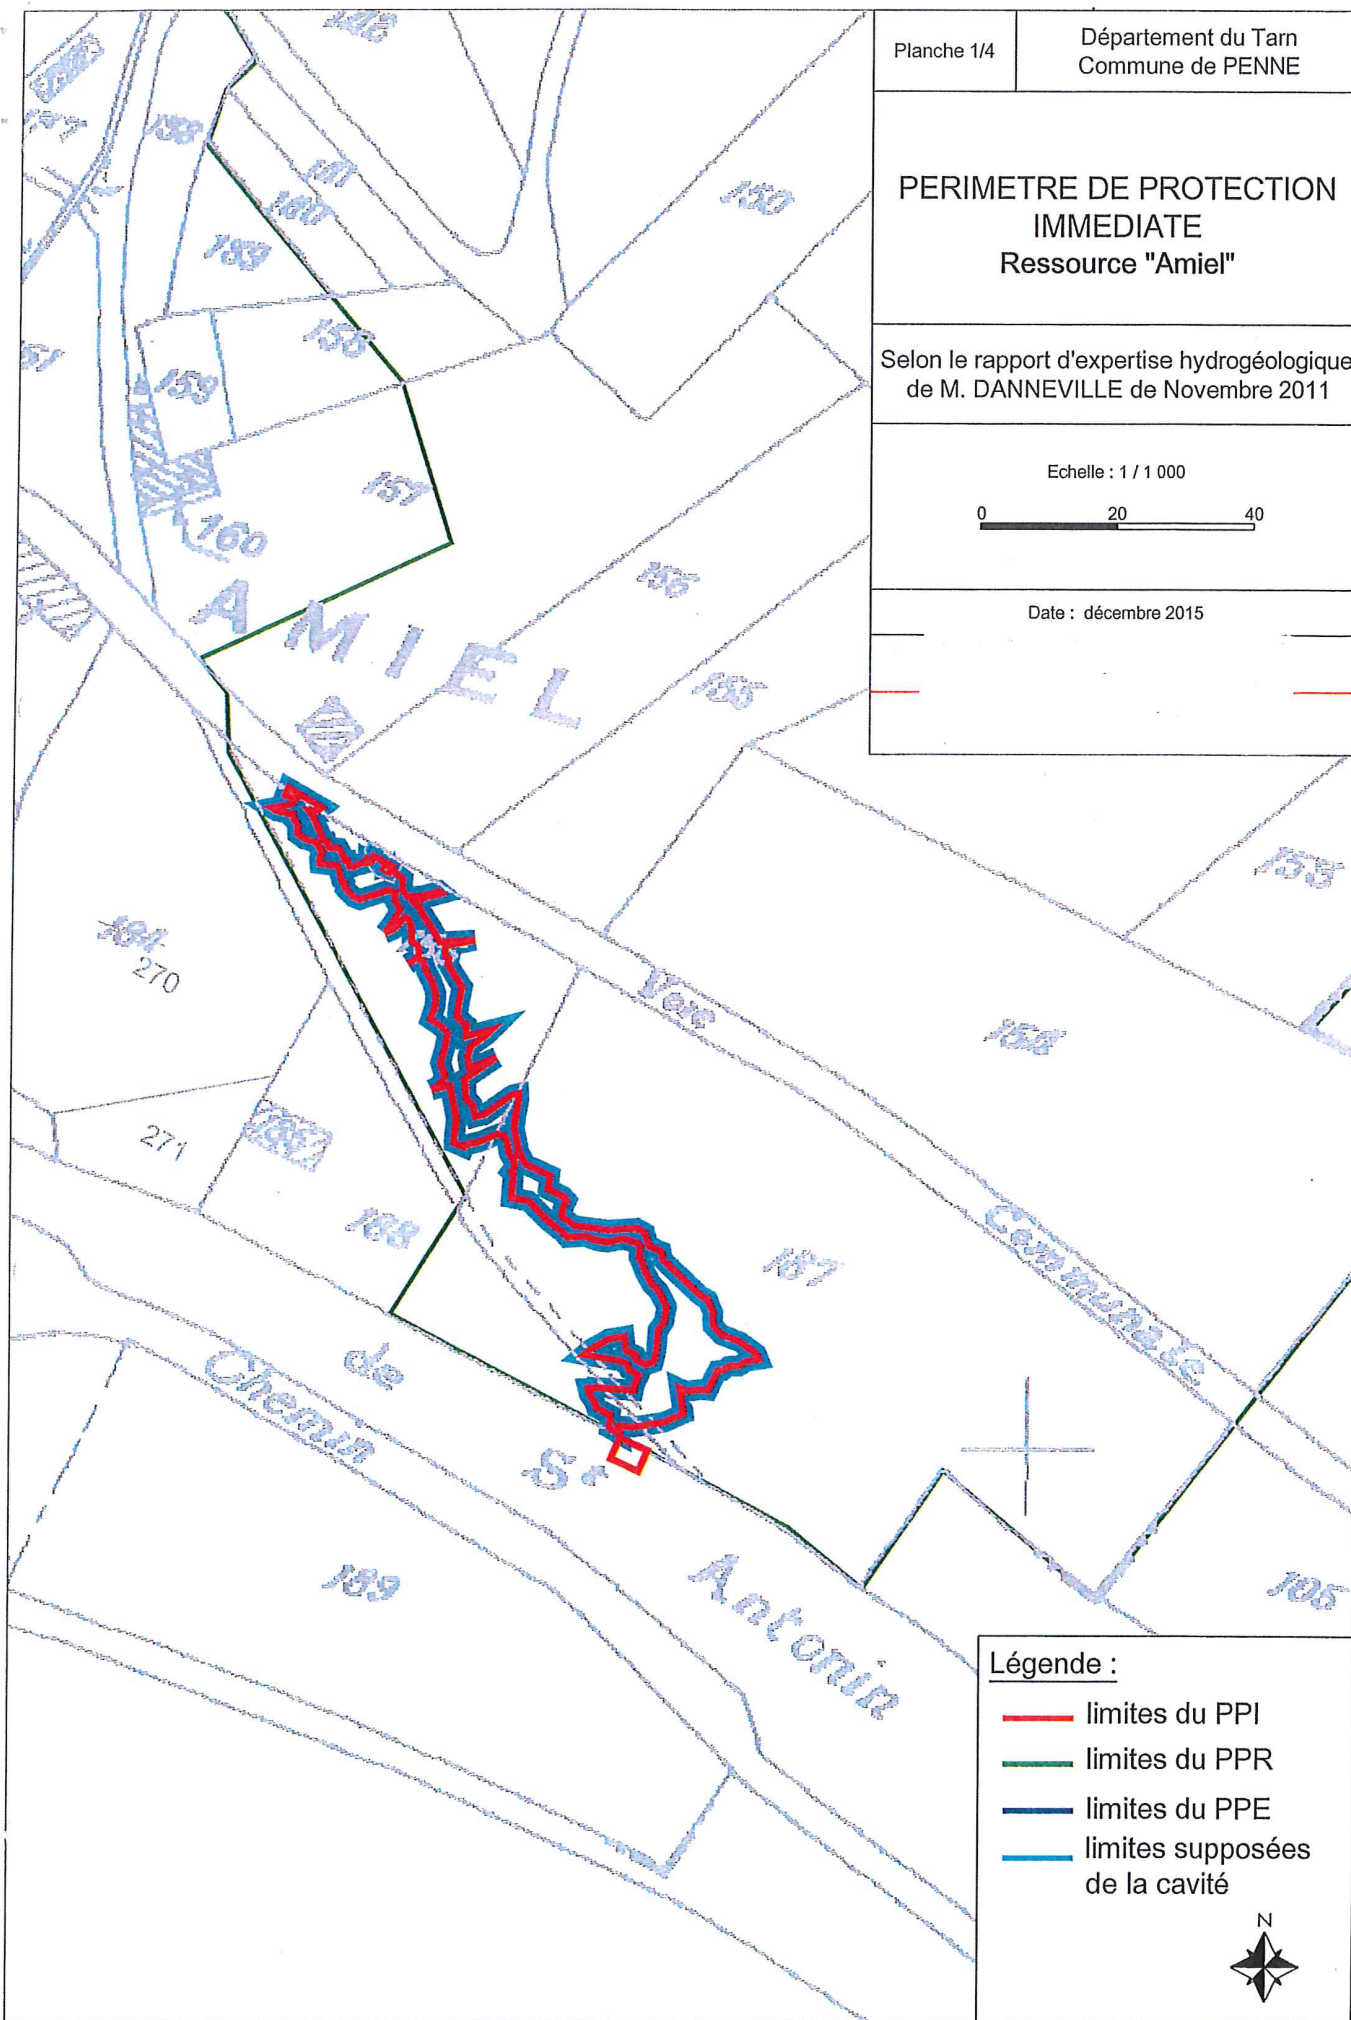 Planche 1/4
Département du Tarn
Commune de PENNE
PERIMETRE DE PROTECTION
IMMEDIATE
Ressource "Amiel"
Selon le rapport d'expertise hydrogéologique
de M. DANNEVILLE de Novembre 2011
Echelle : 1 / 1 000
0 20 40
Date : décembre 2015
150
159
157
160
AMIEL
156
155
153
154
270
271
188
187
Voie Communale
Chemin de St Antonin
189
105
Légende :
limites du PPI
limites du PPR
limites du PPE
limites supposées
de la cavité
N